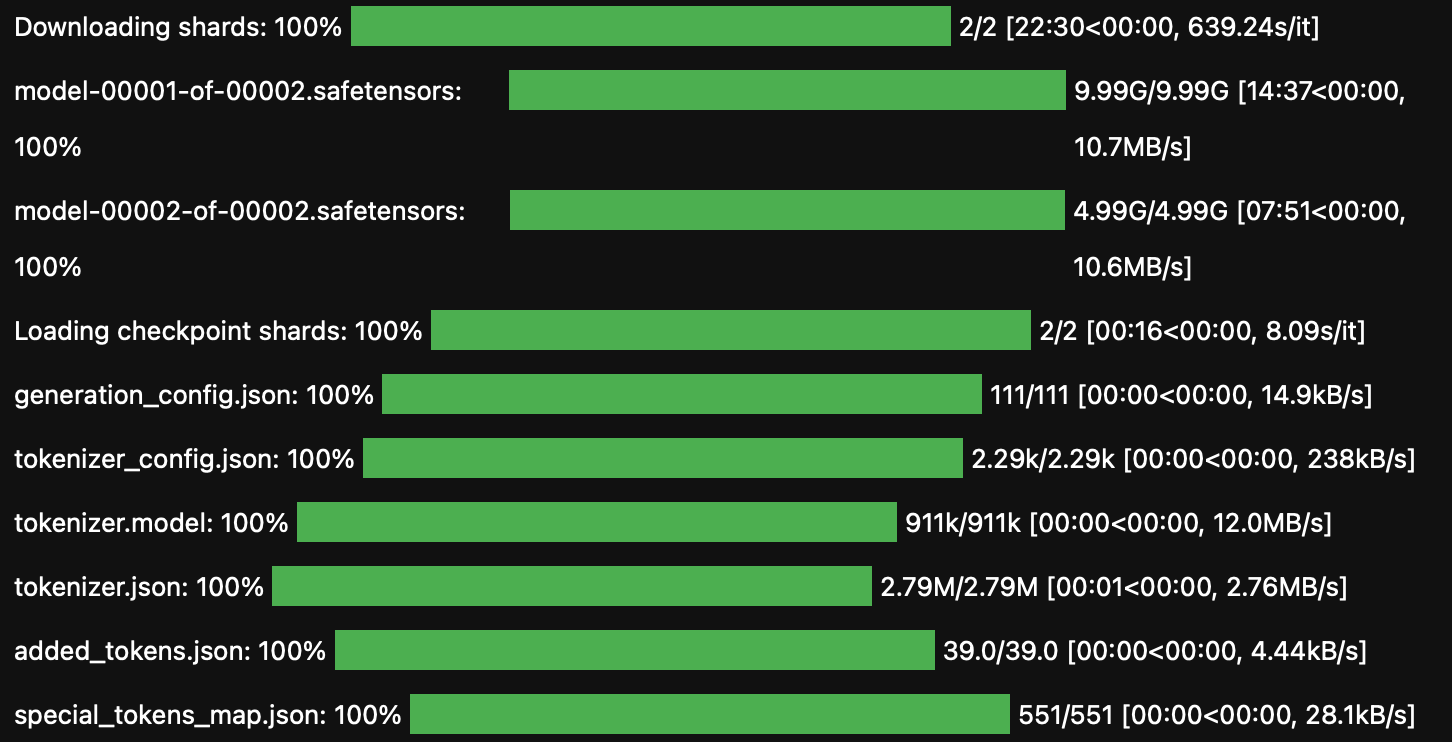 Downloading shards: 100% 2/2 [22:30<00:00, 639.24s/it]
model-00001-of-00002.safetensors: 9.99G/9.99G [14:37<00:00,
100% 10.7MB/s]
model-00002-of-00002.safetensors: 4.99G/4.99G [07:51<00:00,
100% 10.6MB/s]
Loading checkpoint shards: 100% 2/2 [00:16<00:00, 8.09s/it]
generation_config.json: 100% 111/111 [00:00<00:00, 14.9kB/s]
tokenizer_config.json: 100% 2.29k/2.29k [00:00<00:00, 238kB/s]
tokenizer.model: 100% 911k/911k [00:00<00:00, 12.0MB/s]
tokenizer.json: 100% 2.79M/2.79M [00:01<00:00, 2.76MB/s]
added_tokens.json: 100% 39.0/39.0 [00:00<00:00, 4.44kB/s]
special_tokens_map.json: 100% 551/551 [00:00<00:00, 28.1kB/s]